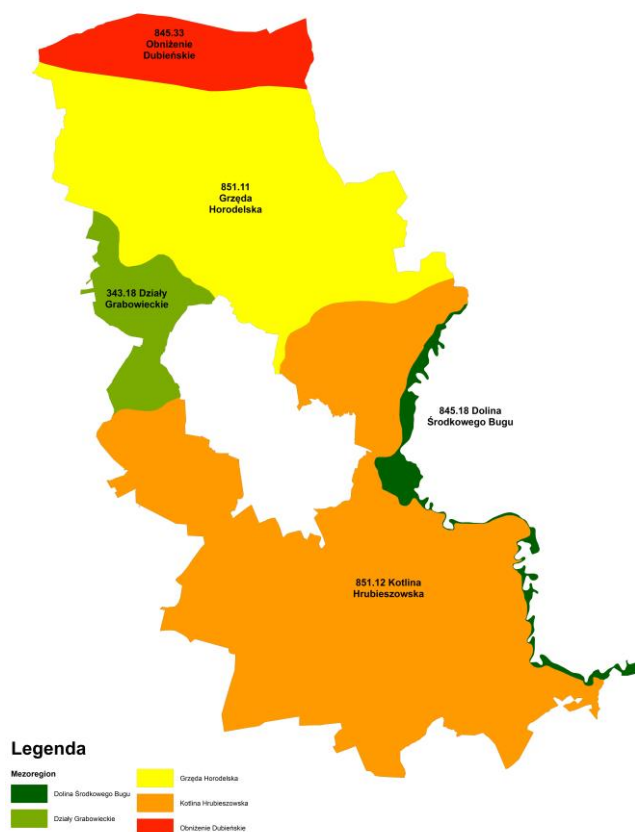 845.33
Obniżenie
Dubieńskie
851.11
Grzęda
Horodelska
343.18 Działy
Grabowieckie
845.18 Dolina
Środkowego Bugu
851.12 Kotlina
Hrubieszowska
Legenda
Mezoregion
Dolina Środkowego Bugu
Działy Grabowieckie
Grzęda Horodelska
Kotlina Hrubieszowska
Obniżenie Dubieńskie